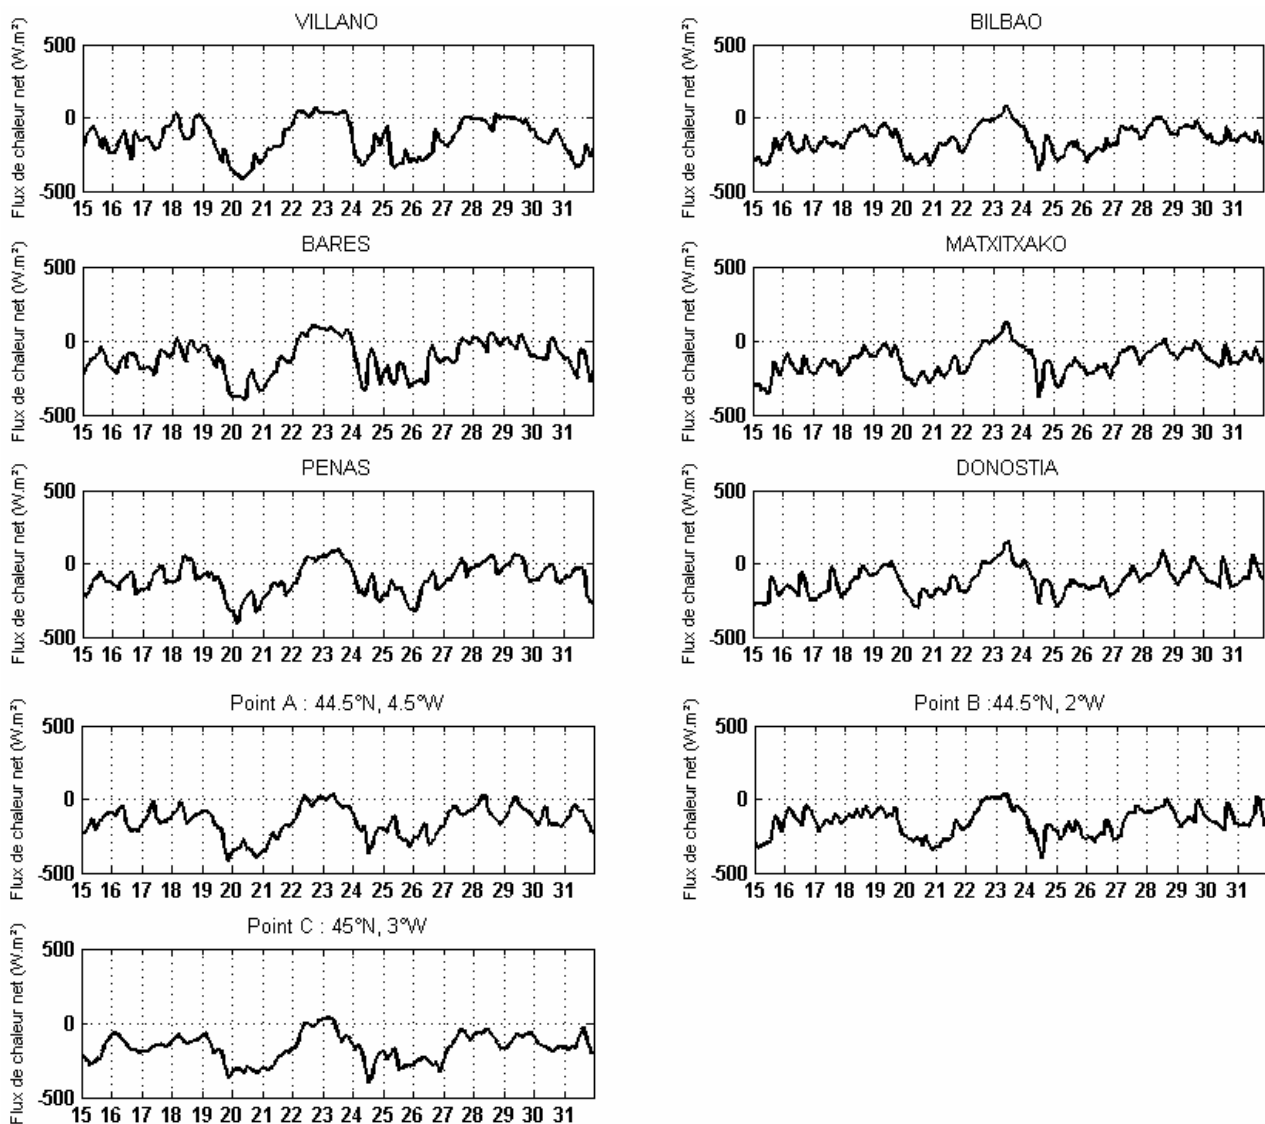 VILLANO
Flux de chaleur net (W.m²)
500
0
-500
15 16 17 18 19 20 21 22 23 24 25 26 27 28 29 30 31
BILBAO
Flux de chaleur net (W.m²)
500
0
-500
15 16 17 18 19 20 21 22 23 24 25 26 27 28 29 30 31
BARES
Flux de chaleur net (W.m²)
500
0
-500
15 16 17 18 19 20 21 22 23 24 25 26 27 28 29 30 31
MATXITXAKO
Flux de chaleur net (W.m²)
500
0
-500
15 16 17 18 19 20 21 22 23 24 25 26 27 28 29 30 31
PENAS
Flux de chaleur net (W.m²)
500
0
-500
15 16 17 18 19 20 21 22 23 24 25 26 27 28 29 30 31
DONOSTIA
Flux de chaleur net (W.m²)
500
0
-500
15 16 17 18 19 20 21 22 23 24 25 26 27 28 29 30 31
Point A : 44.5°N, 4.5°W
Flux de chaleur net (W.m²)
500
0
-500
15 16 17 18 19 20 21 22 23 24 25 26 27 28 29 30 31
Point B :44.5°N, 2°W
Flux de chaleur net (W.m²)
500
0
-500
15 16 17 18 19 20 21 22 23 24 25 26 27 28 29 30 31
Point C : 45°N, 3°W
Flux de chaleur net (W.m²)
500
0
-500
15 16 17 18 19 20 21 22 23 24 25 26 27 28 29 30 31